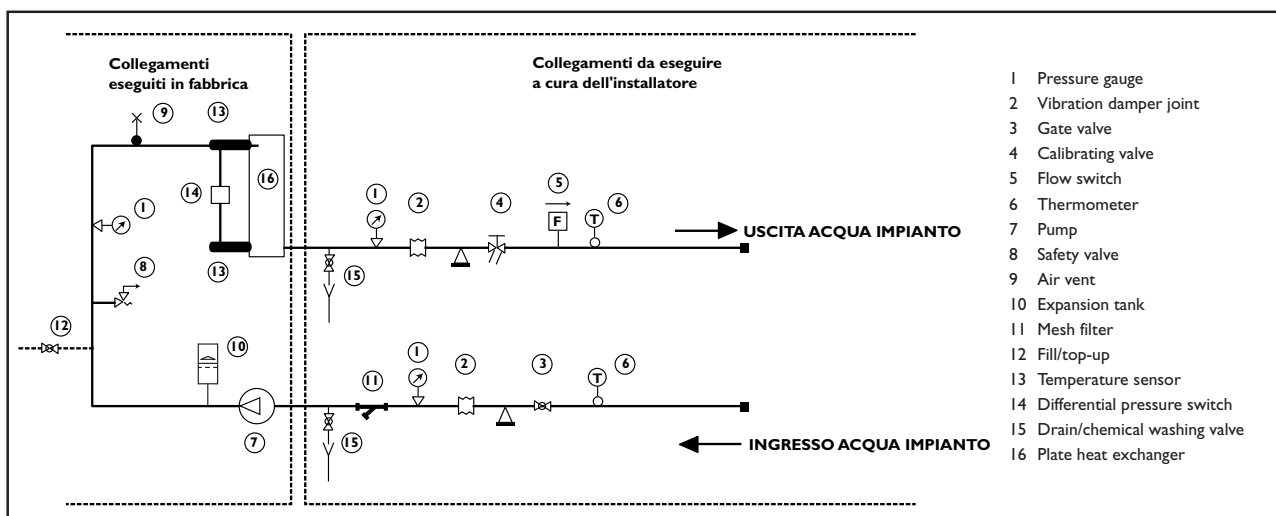 Collegamenti
eseguiti in fabbrica
Collegamenti da eseguire
a cura dell'installatore
9
13
16
14
1
13
8
12
10
7
1
2
4
5
F
6
T
USCITA ACQUA IMPIANTO
15
11
1
2
3
6
T
15
INGRESSO ACQUA IMPIANTO
1 Pressure gauge
2 Vibration damper joint
3 Gate valve
4 Calibrating valve
5 Flow switch
6 Thermometer
7 Pump
8 Safety valve
9 Air vent
10 Expansion tank
11 Mesh filter
12 Fill/top-up
13 Temperature sensor
14 Differential pressure switch
15 Drain/chemical washing valve
16 Plate heat exchanger